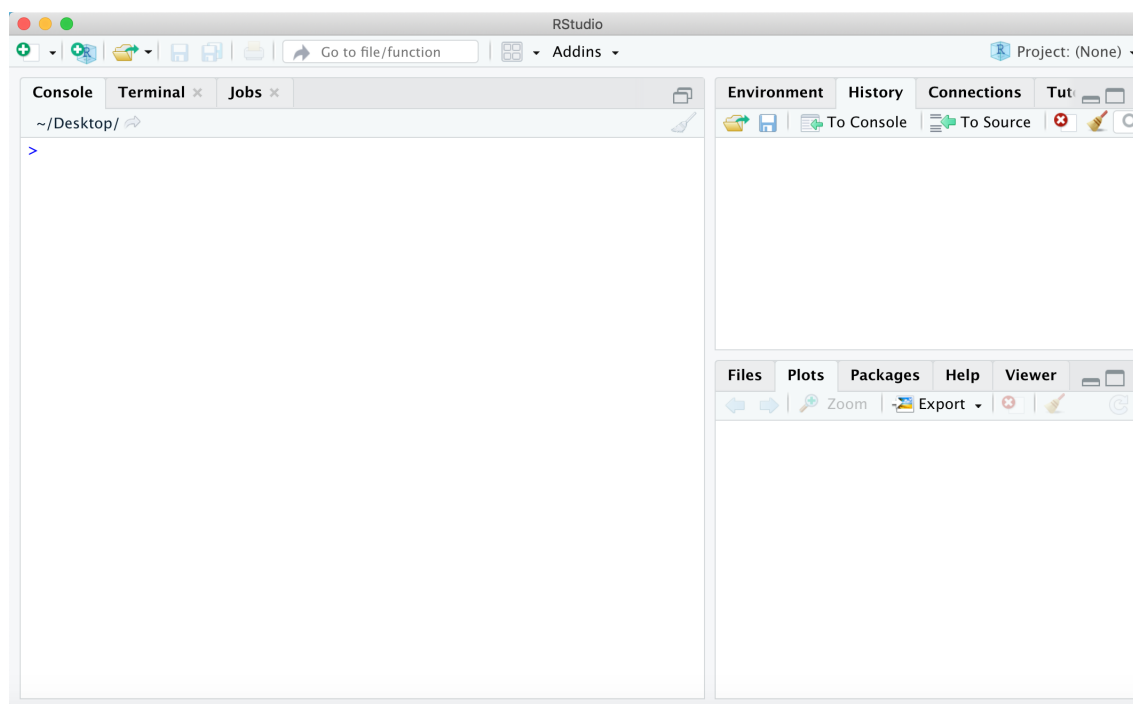 RStudio
Go to file/function Addins Project: (None)
Console Terminal Jobs
~/Desktop/
>
Environment History Connections Tut
To Console To Source
Files Plots Packages Help Viewer
Zoom Export